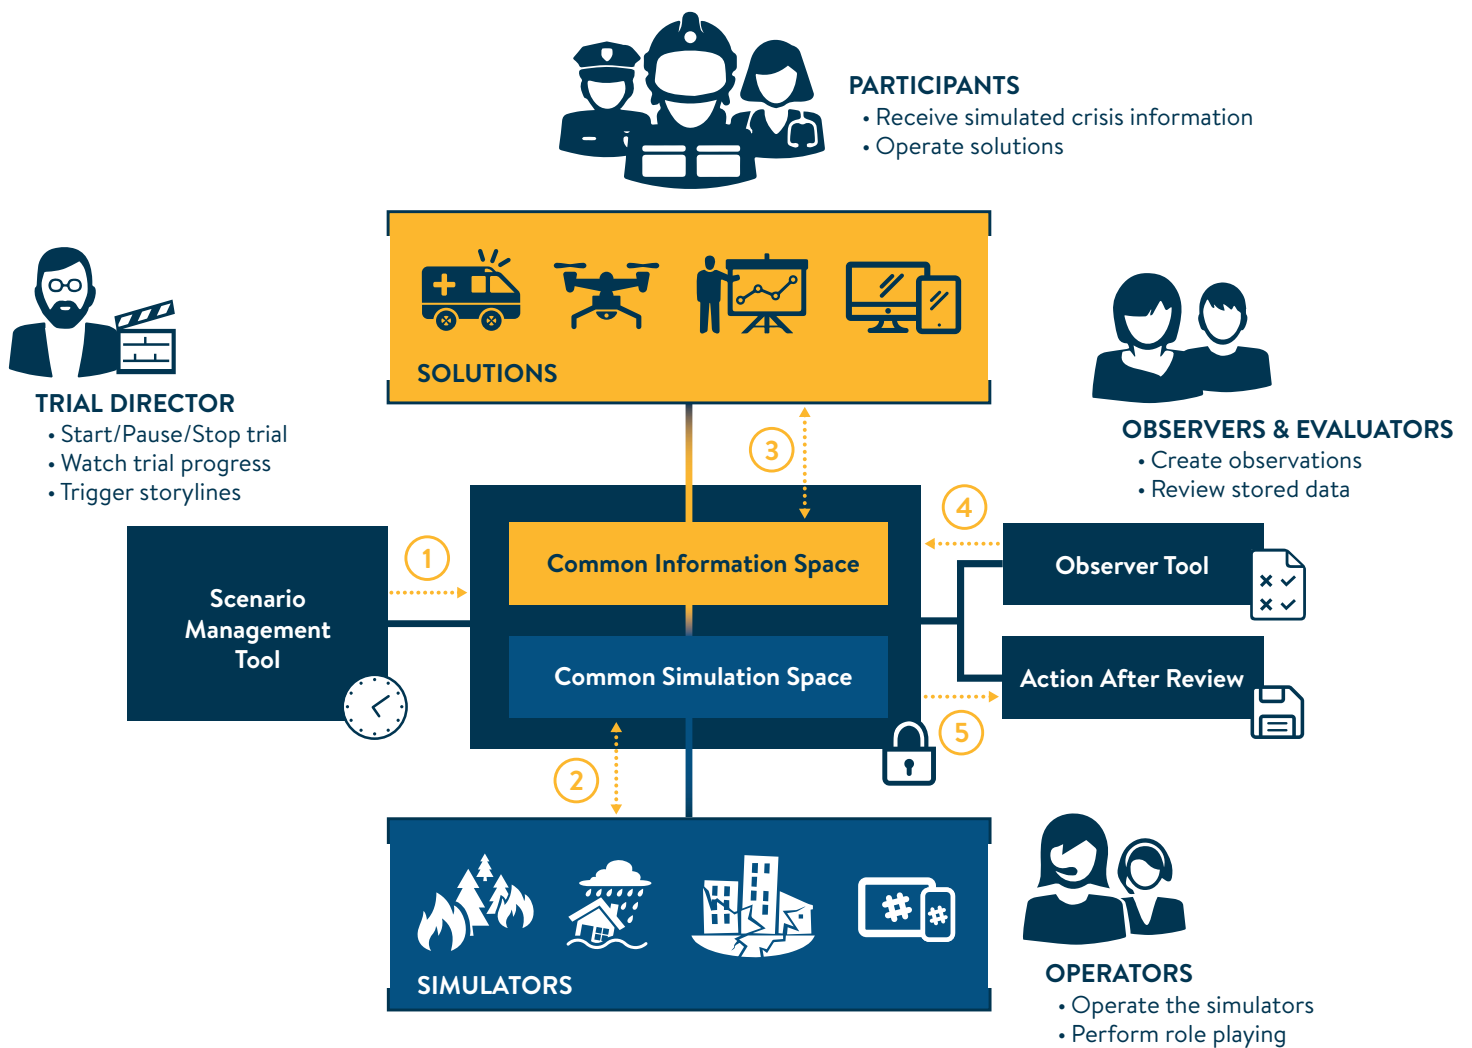 PARTICIPANTS
• Receive simulated crisis information
• Operate solutions
SOLUTIONS
TRIAL DIRECTOR
• Start/Pause/Stop trial
• Watch trial progress
• Trigger storylines
OBSERVERS & EVALUATORS
• Create observations
• Review stored data
3
4
1
Scenario
Management
Tool
Common Information Space
Common Simulation Space
Observer Tool
Action After Review
5
2
SIMULATORS
#
#
OPERATORS
• Operate the simulators
• Perform role playing